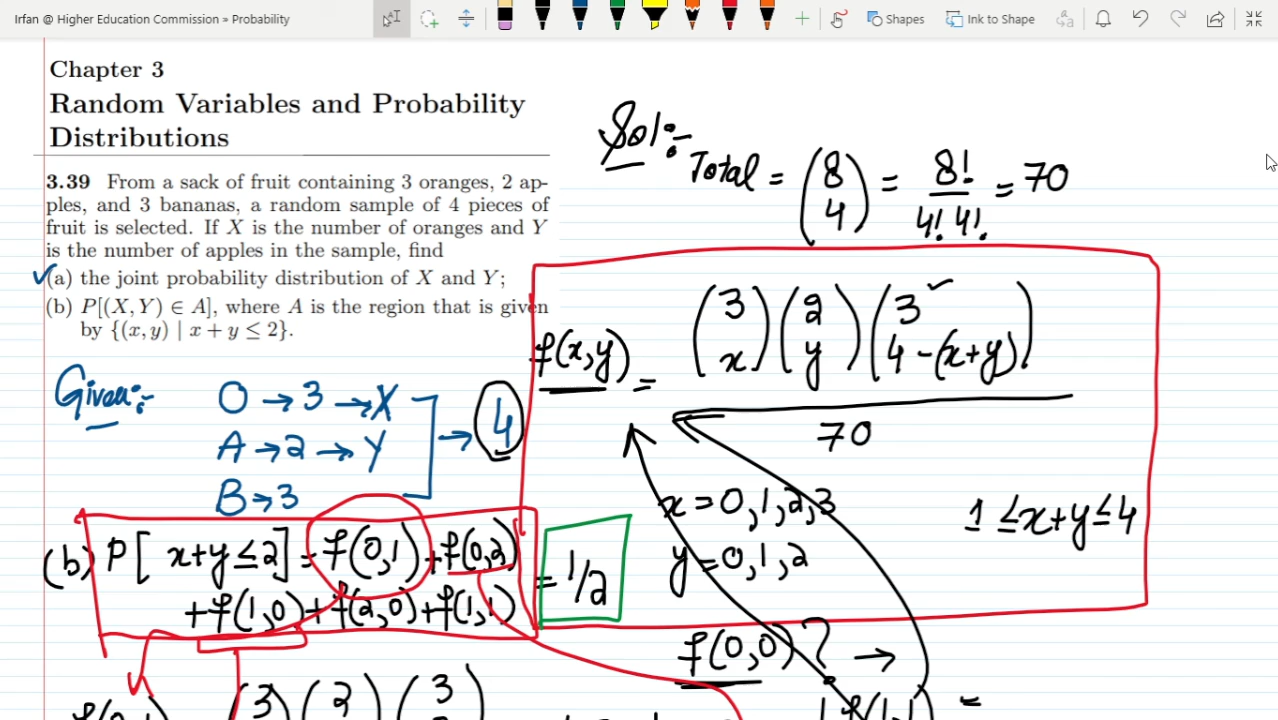 Irfan @ Higher Education Commission » Probability
Shapes
Ink to Shape
Chapter 3
Random Variables and Probability
Distributions
3.39 From a sack of fruit containing 3 oranges, 2 ap-
ples, and 3 bananas, a random sample of 4 pieces of
fruit is selected. If X is the number of oranges and Y
is the number of apples in the sample, find
(a) the joint probability distribution of X and Y;
(b) P[(X, Y) ∈ A], where A is the region that is given
by {(x, y) | x + y ≤ 2}.
Given:-
O → 3 → X
A → 2 → Y → 4
B → 3
Sol:-
Total = (8 4) = 8!/4! 4! = 70
f(x,y) = (3 x)(2 y)(3 4-(x+y))/70
x = 0,1,2,3
y = 0,1,2
1 ≤ x+y ≤ 4
(b) P[ x+y ≤ 2] = f(0,1) + f(0,2)
+ f(1,0) + f(2,0) + f(1,1) = 1/2
f(0,0)? →
f(1,1) =
(3 (2 (3